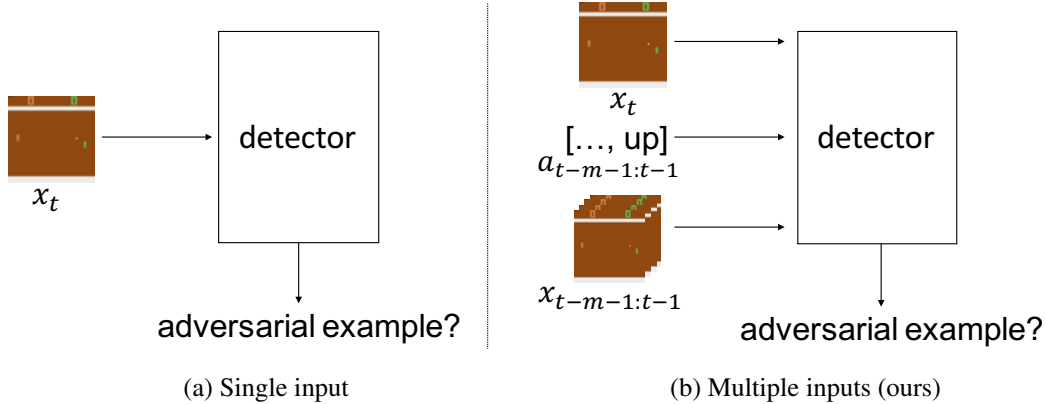 detector
x_t
adversarial example?
(a) Single input
x_t
[…, up]
a_{t−m−1:t−1}
detector
x_{t−m−1:t−1}
adversarial example?
(b) Multiple inputs (ours)